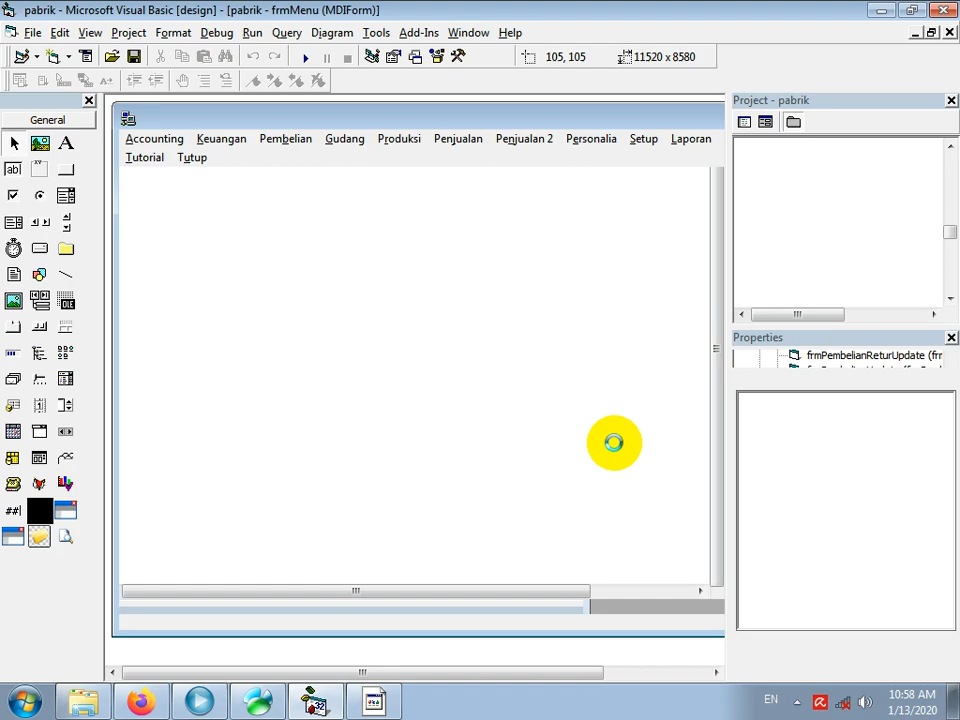 pabrik - Microsoft Visual Basic [design] - [pabrik - frmMenu (MDIForm)]
File Edit View Project Format Debug Run Query Diagram Tools Add-Ins Window Help
105, 105
11520 x 8580
General
Project - pabrik
Accounting Keuangan Pembelian Gudang Produksi Penjualan Penjualan 2 Personalia Setup Laporan
Tutorial Tutup
Properties
frmPembelianReturUpdate (frr
EN
10:58 AM
1/13/2020